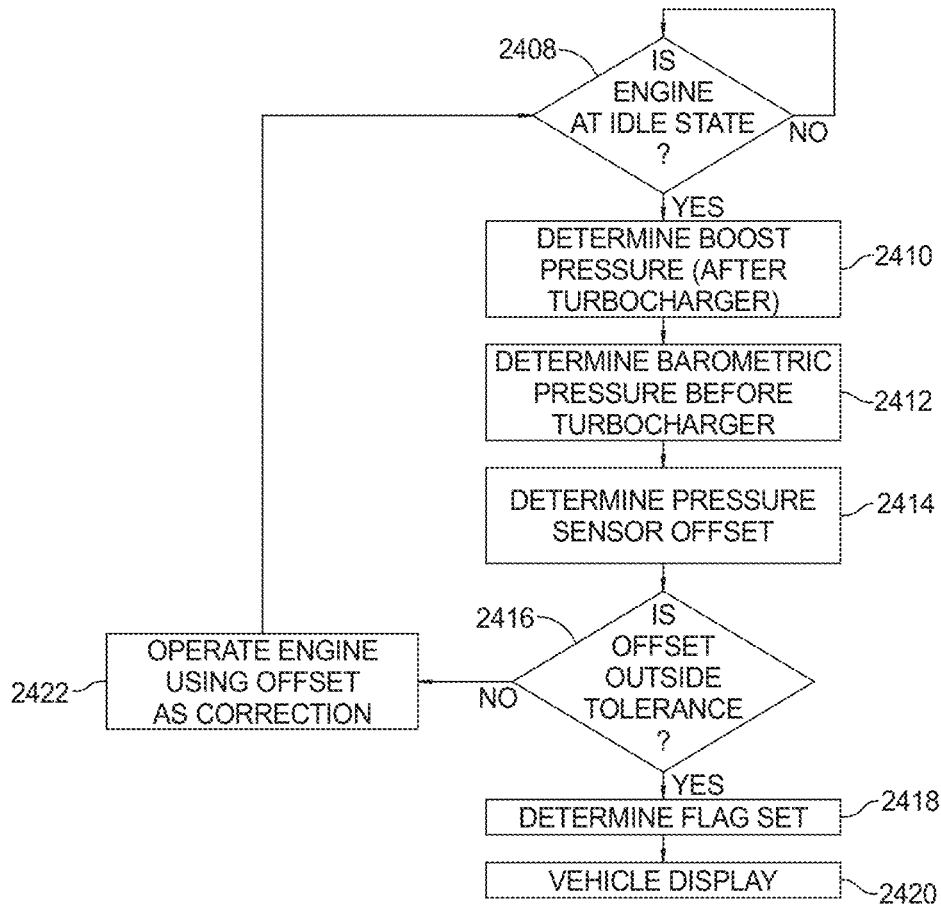 2408
IS
ENGINE
AT IDLE STATE
?
NO
YES
DETERMINE BOOST
PRESSURE (AFTER
TURBOCHARGER)
2410
DETERMINE BAROMETRIC
PRESSURE BEFORE
TURBOCHARGER
2412
DETERMINE PRESSURE
SENSOR OFFSET
2414
2416
IS
OFFSET
OUTSIDE
TOLERANCE
?
NO
OPERATE ENGINE
USING OFFSET
AS CORRECTION
2422
YES
DETERMINE FLAG SET
2418
VEHICLE DISPLAY
2420